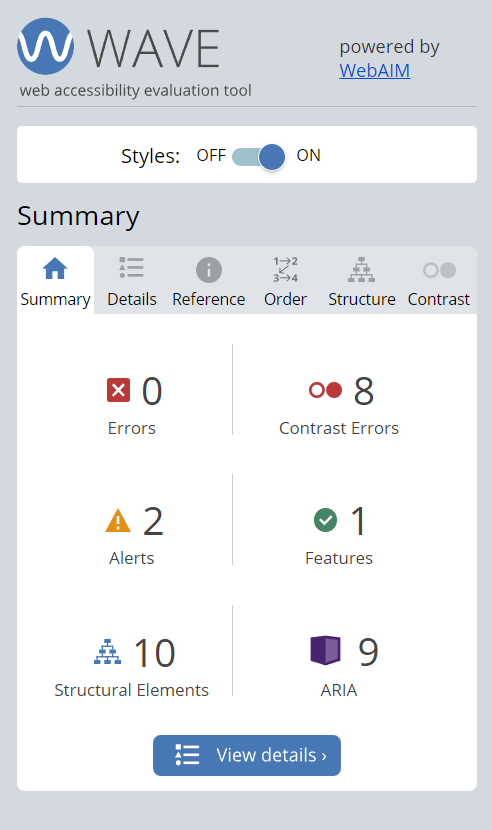 WAVE
web accessibility evaluation tool
powered by
WebAIM
Styles: OFF ON
Summary
Summary Details Reference Order Structure Contrast
1 2
3 4
0
Errors
8
Contrast Errors
2
Alerts
1
Features
10
Structural Elements
9
ARIA
View details ›